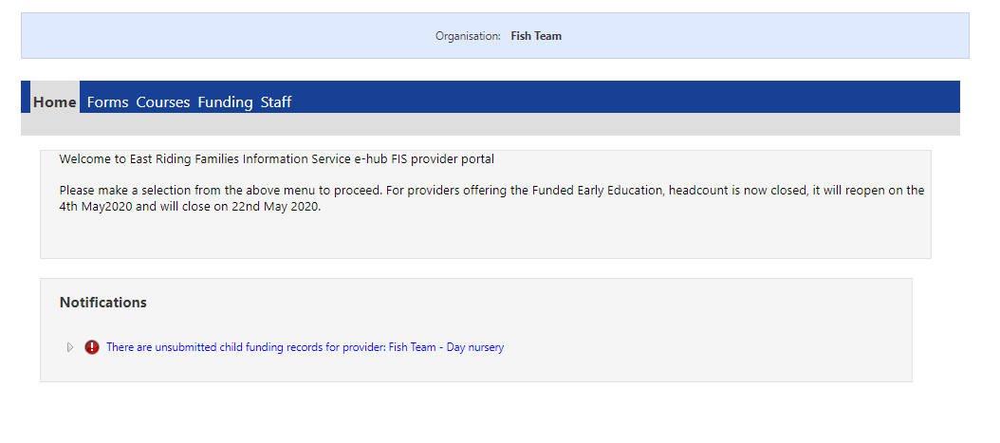 Organisation: Fish Team
Home Forms Courses Funding Staff
Welcome to East Riding Families Information Service e-hub FIS provider portal
Please make a selection from the above menu to proceed. For providers offering the Funded Early Education, headcount is now closed, it will reopen on the
4th May2020 and will close on 22nd May 2020.
Notifications
There are unsubmitted child funding records for provider: Fish Team - Day nursery